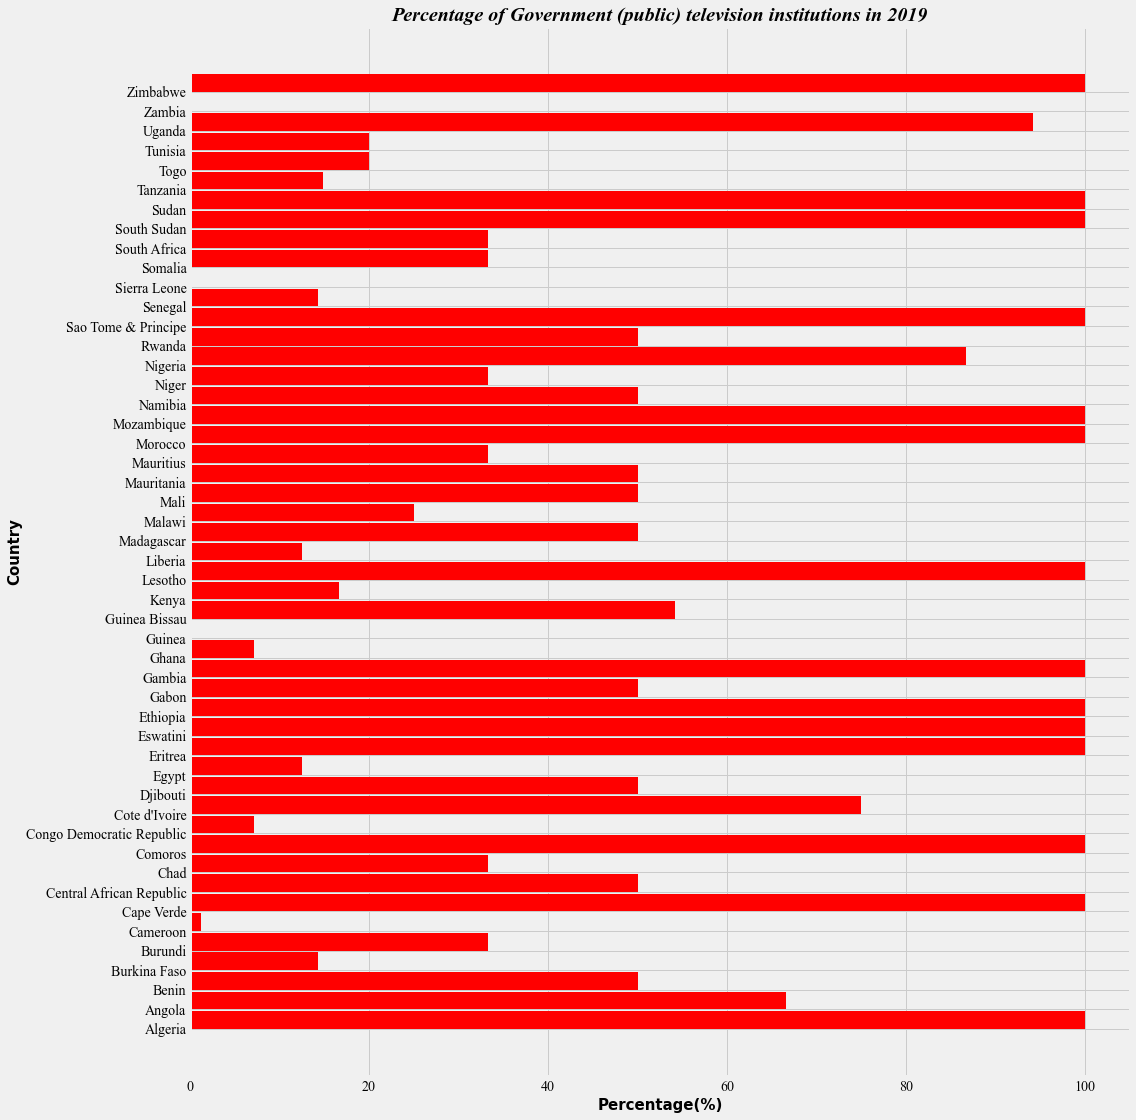 Percentage of Government (public) television institutions in 2019
Zimbabwe
Zambia
Uganda
Tunisia
Togo
Tanzania
Sudan
South Sudan
South Africa
Somalia
Sierra Leone
Senegal
Sao Tome & Principe
Rwanda
Nigeria
Niger
Namibia
Mozambique
Morocco
Mauritius
Mauritania
Mali
Malawi
Madagascar
Liberia
Lesotho
Kenya
Guinea Bissau
Guinea
Ghana
Gambia
Gabon
Ethiopia
Eswatini
Eritrea
Egypt
Djibouti
Cote d'Ivoire
Congo Democratic Republic
Comoros
Chad
Central African Republic
Cape Verde
Cameroon
Burundi
Burkina Faso
Benin
Angola
Algeria
Country
0 20 40 60 80 100
Percentage(%)